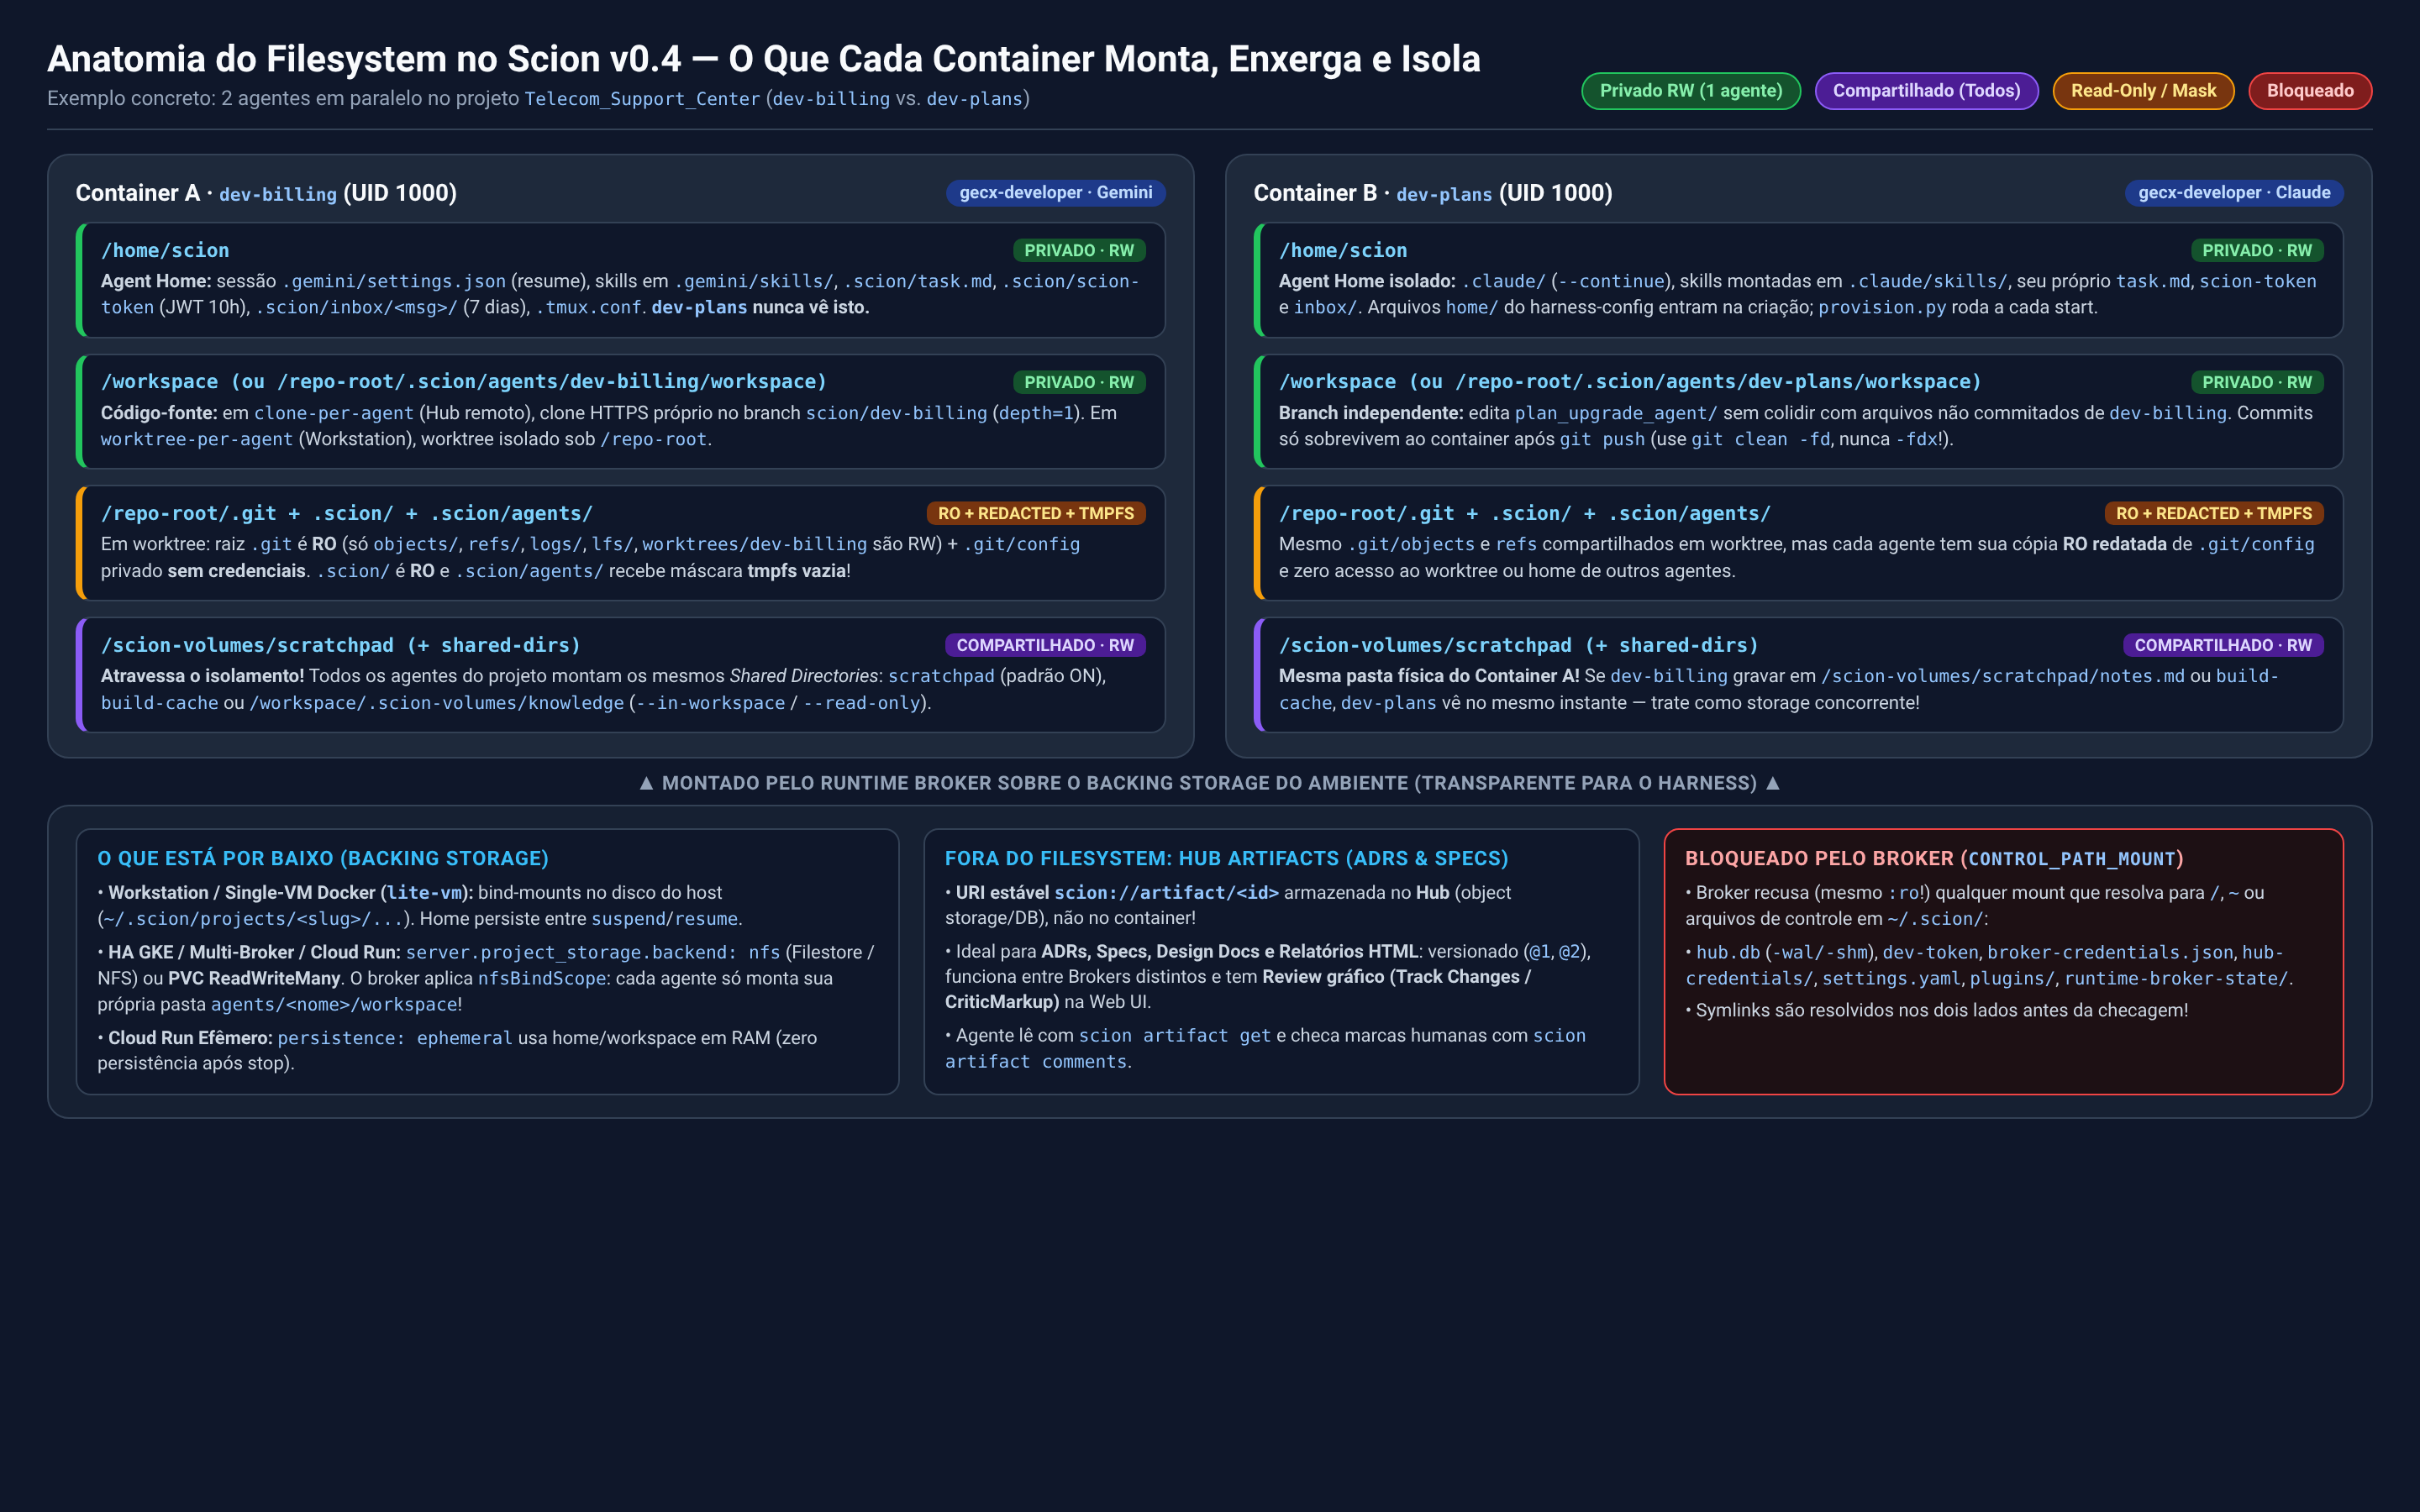 Anatomia do Filesystem no Scion v0.4 — O Que Cada Container Monta, Enxerga e Isola
Exemplo concreto: 2 agentes em paralelo no projeto Telecom_Support_Center (dev-billing vs. dev-plans)
Privado RW (1 agente)
Compartilhado (Todos)
Read-Only / Mask
Bloqueado
Container A · dev-billing (UID 1000)
gecx-developer · Gemini
/home/scion
PRIVADO · RW
Agent Home: sessão .gemini/settings.json (resume), skills em .gemini/skills/, .scion/task.md, .scion/scion-
token (JWT 10h), .scion/inbox/<msg>/ (7 dias), .tmux.conf. dev-plans nunca vê isto.
/workspace (ou /repo-root/.scion/agents/dev-billing/workspace)
PRIVADO · RW
Código-fonte: em clone-per-agent (Hub remoto), clone HTTPS próprio no branch scion/dev-billing (depth=1). Em
worktree-per-agent (Workstation), worktree isolado sob /repo-root.
/repo-root/.git + .scion/ + .scion/agents/
RO + REDACTED + TMPFS
Em worktree: raiz .git é RO (só objects/, refs/, logs/, lfs/, worktrees/dev-billing são RW) + .git/config
privado sem credenciais. .scion/ é RO e .scion/agents/ recebe máscara tmpfs vazia!
/scion-volumes/scratchpad (+ shared-dirs)
COMPARTILHADO · RW
Atravessa o isolamento! Todos os agentes do projeto montam os mesmos Shared Directories: scratchpad (padrão ON),
build-cache ou /workspace/.scion-volumes/knowledge (--in-workspace / --read-only).
Container B · dev-plans (UID 1000)
gecx-developer · Claude
/home/scion
PRIVADO · RW
Agent Home isolado: .claude/ (--continue), skills montadas em .claude/skills/, seu próprio task.md, scion-token
e inbox/. Arquivos home/ do harness-config entram na criação; provision.py roda a cada start.
/workspace (ou /repo-root/.scion/agents/dev-plans/workspace)
PRIVADO · RW
Branch independente: edita plan_upgrade_agent/ sem colidir com arquivos não commitados de dev-billing. Commits
só sobrevivem ao container após git push (use git clean -fd, nunca -fdx!).
/repo-root/.git + .scion/ + .scion/agents/
RO + REDACTED + TMPFS
Mesmo .git/objects e refs compartilhados em worktree, mas cada agente tem sua cópia RO redatada de .git/config
e zero acesso ao worktree ou home de outros agentes.
/scion-volumes/scratchpad (+ shared-dirs)
COMPARTILHADO · RW
Mesma pasta física do Container A! Se dev-billing gravar em /scion-volumes/scratchpad/notes.md ou build-
cache, dev-plans vê no mesmo instante — trate como storage concorrente!
▲ MONTADO PELO RUNTIME BROKER SOBRE O BACKING STORAGE DO AMBIENTE (TRANSPARENTE PARA O HARNESS) ▲
O QUE ESTÁ POR BAIXO (BACKING STORAGE)
• Workstation / Single-VM Docker (lite-vm): bind-mounts no disco do host
(~/.scion/projects/<slug>/...). Home persiste entre suspend/resume.
• HA GKE / Multi-Broker / Cloud Run: server.project_storage.backend: nfs (Filestore /
NFS) ou PVC ReadWriteMany. O broker aplica nfsBindScope: cada agente só monta sua
própria pasta agents/<nome>/workspace!
• Cloud Run Efêmero: persistence: ephemeral usa home/workspace em RAM (zero
persistência após stop).
FORA DO FILESYSTEM: HUB ARTIFACTS (ADRS & SPECS)
• URI estável scion://artifact/<id> armazenada no Hub (object
storage/DB), não no container!
• Ideal para ADRs, Specs, Design Docs e Relatórios HTML: versionado (@1, @2),
funciona entre Brokers distintos e tem Review gráfico (Track Changes /
CriticMarkup) na Web UI.
• Agente lê com scion artifact get e checa marcas humanas com scion
artifact comments.
BLOQUEADO PELO BROKER (CONTROL_PATH_MOUNT)
• Broker recusa (mesmo :ro!) qualquer mount que resolva para /, ~ ou
arquivos de controle em ~/.scion/:
• hub.db (-wal/-shm), dev-token, broker-credentials.json, hub-
credentials/, settings.yaml, plugins/, runtime-broker-state/.
• Symlinks são resolvidos nos dois lados antes da checagem!